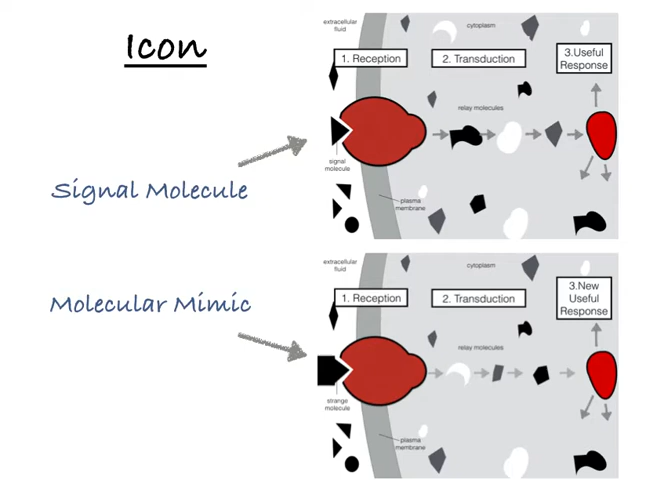 Icon
Signal Molecule
Molecular Mimic
extracellular
fluid
cytoplasm
1. Reception
2. Transduction
3.Useful
Response
relay molecules
signal
molecule
plasma
membrane
extracellular
fluid
cytoplasm
1. Reception
2. Transduction
3.New
Useful
Response
relay molecules
strange
molecule
plasma
membrane